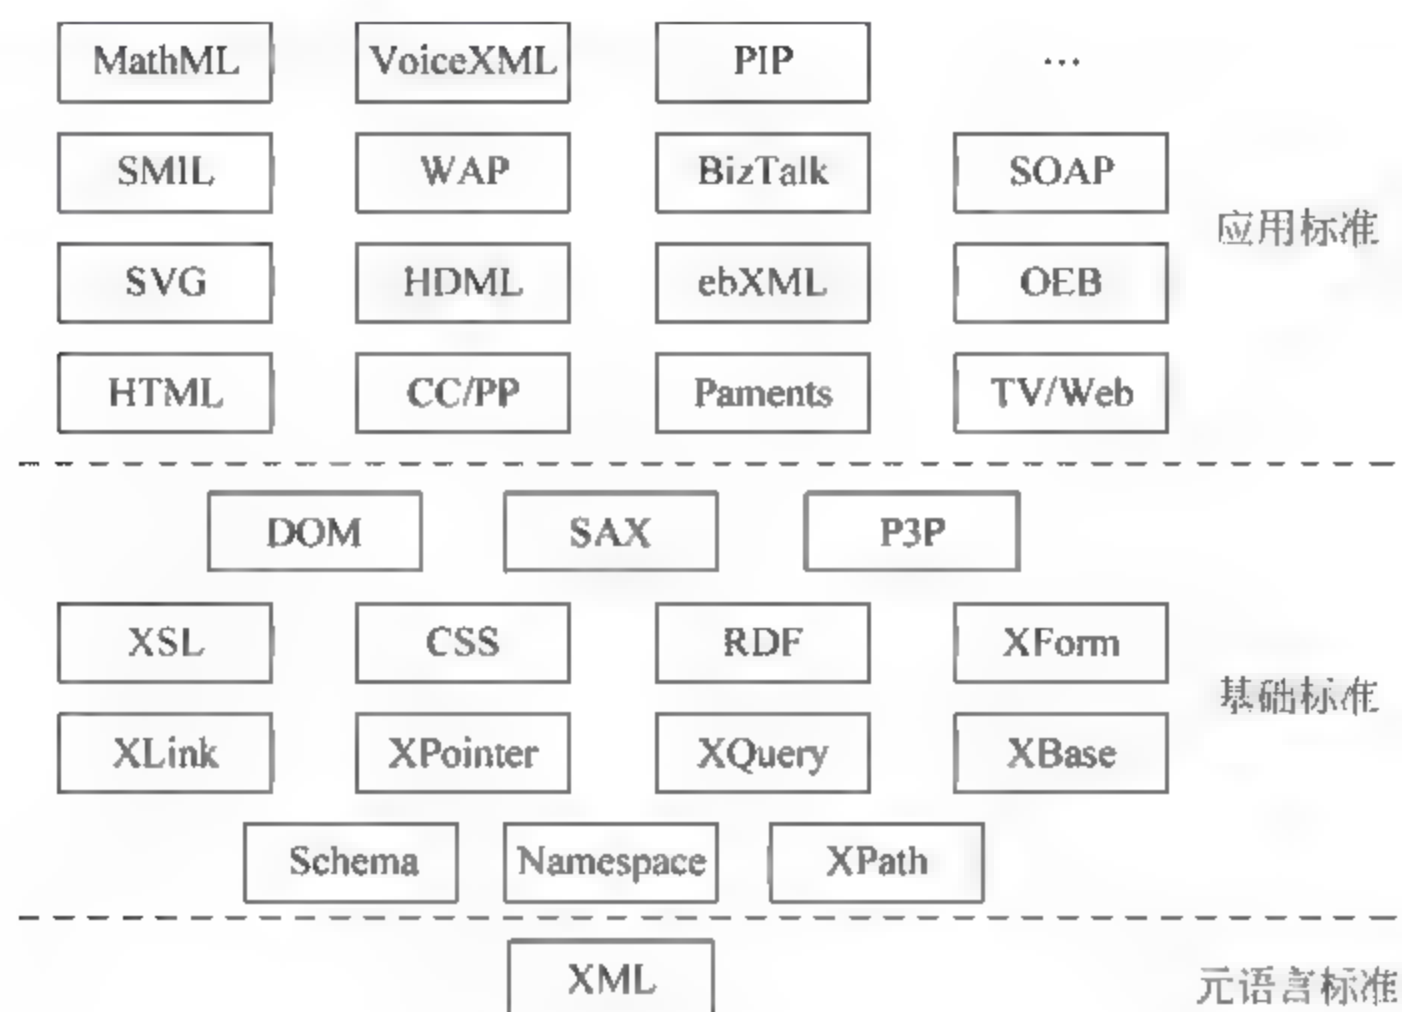 MathML VoiceXML PIP …
SMIL WAP BizTalk SOAP
应用标准
SVG HDML ebXML OEB
HTML CC/PP Paments TV/Web
DOM SAX P3P
XSL CSS RDF XForm
基础标准
XLink XPointer XQuery XBase
Schema Namespace XPath
XML 元语言标准